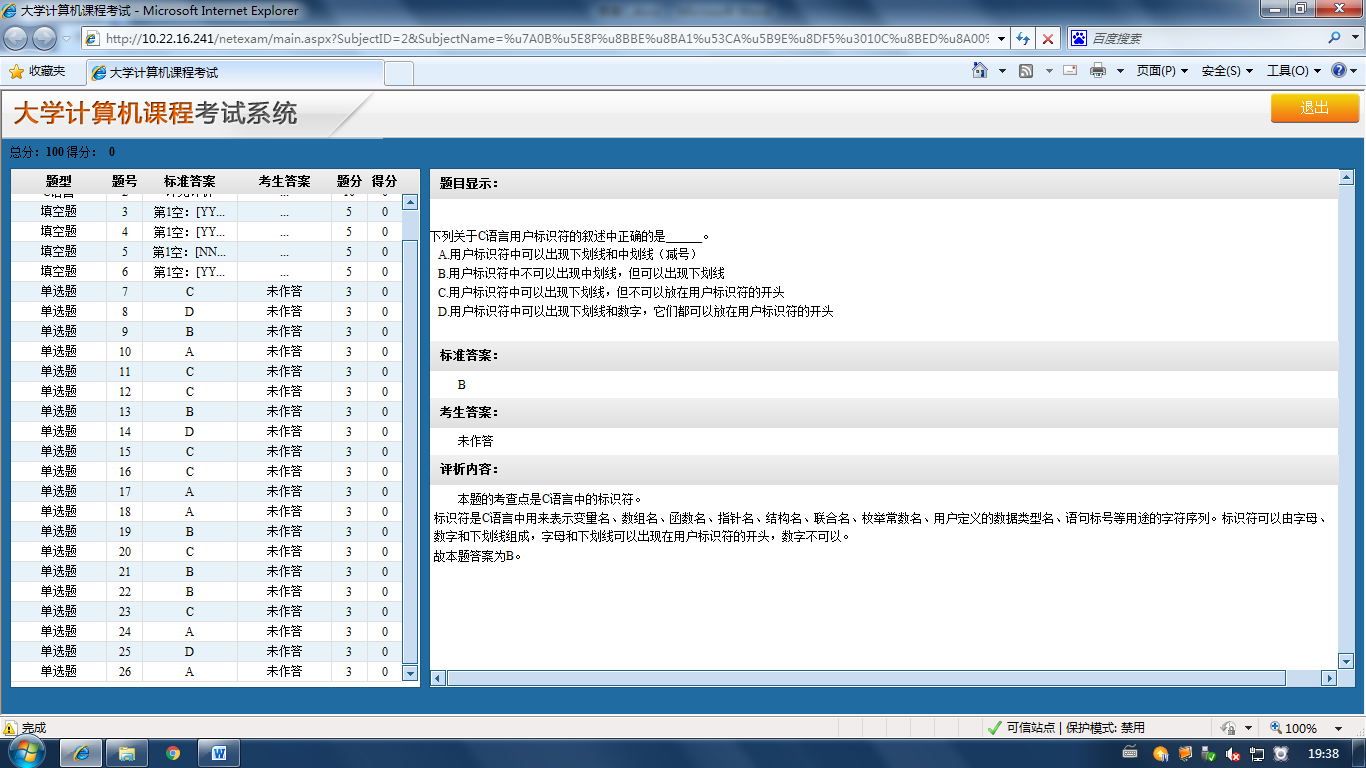 大学计算机课程考试 - Microsoft Internet Explorer
http://10.22.16.241/netexam/main.aspx?SubjectID=2&SubjectName=%u7A0B%u5E8F%u8BBE%u8BA1%u53CA%u5B9E%u8DF5%u3010C%u8BED%u8A00%
百度搜索
收藏夹
大学计算机课程考试
页面(P)
安全(S)
工具(O)
大学计算机课程考试系统
退出
总分：100 得分： 0
题型 题号 标准答案 考生答案 题分 得分
填空题 3 第1空：[YY... ... 5 0
填空题 4 第1空：[YY... ... 5 0
填空题 5 第1空：[NN... ... 5 0
填空题 6 第1空：[YY... ... 5 0
单选题 7 C 未作答 3 0
单选题 8 D 未作答 3 0
单选题 9 B 未作答 3 0
单选题 10 A 未作答 3 0
单选题 11 C 未作答 3 0
单选题 12 C 未作答 3 0
单选题 13 B 未作答 3 0
单选题 14 D 未作答 3 0
单选题 15 C 未作答 3 0
单选题 16 C 未作答 3 0
单选题 17 A 未作答 3 0
单选题 18 A 未作答 3 0
单选题 19 B 未作答 3 0
单选题 20 C 未作答 3 0
单选题 21 B 未作答 3 0
单选题 22 B 未作答 3 0
单选题 23 C 未作答 3 0
单选题 24 A 未作答 3 0
单选题 25 D 未作答 3 0
单选题 26 A 未作答 3 0
题目显示：
下列关于C语言用户标识符的叙述中正确的是______。
A.用户标识符中可以出现下划线和中划线（减号）
B.用户标识符中不可以出现中划线，但可以出现下划线
C.用户标识符中可以出现下划线，但不可以放在用户标识符的开头
D.用户标识符中可以出现下划线和数字，它们都可以放在用户标识符的开头
标准答案：
B
考生答案：
未作答
评析内容：
本题的考查点是C语言中的标识符。
标识符是C语言中用来表示变量名、数组名、函数名、指针名、结构名、联合名、枚举常数名、用户定义的数据类型名、语句标号等用途的字符序列。标识符可以由字母、
数字和下划线组成，字母和下划线可以出现在用户标识符的开头，数字不可以。
故本题答案为B。
完成
可信站点 | 保护模式: 禁用
100%
19:38